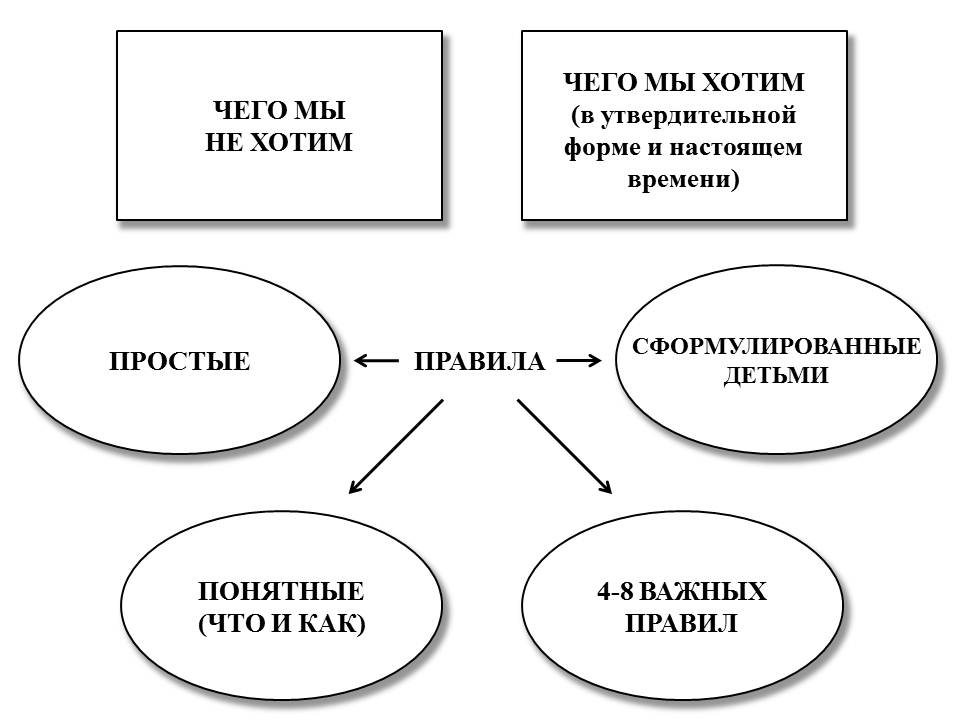 ЧЕГО МЫ
НЕ ХОТИМ
ЧЕГО МЫ ХОТИМ
(в утвердительной
форме и настоящем
времени)
ПРОСТЫЕ
ПРАВИЛА
СФОРМУЛИРОВАННЫЕ
ДЕТЬМИ
ПОНЯТНЫЕ
(ЧТО И КАК)
4-8 ВАЖНЫХ
ПРАВИЛ